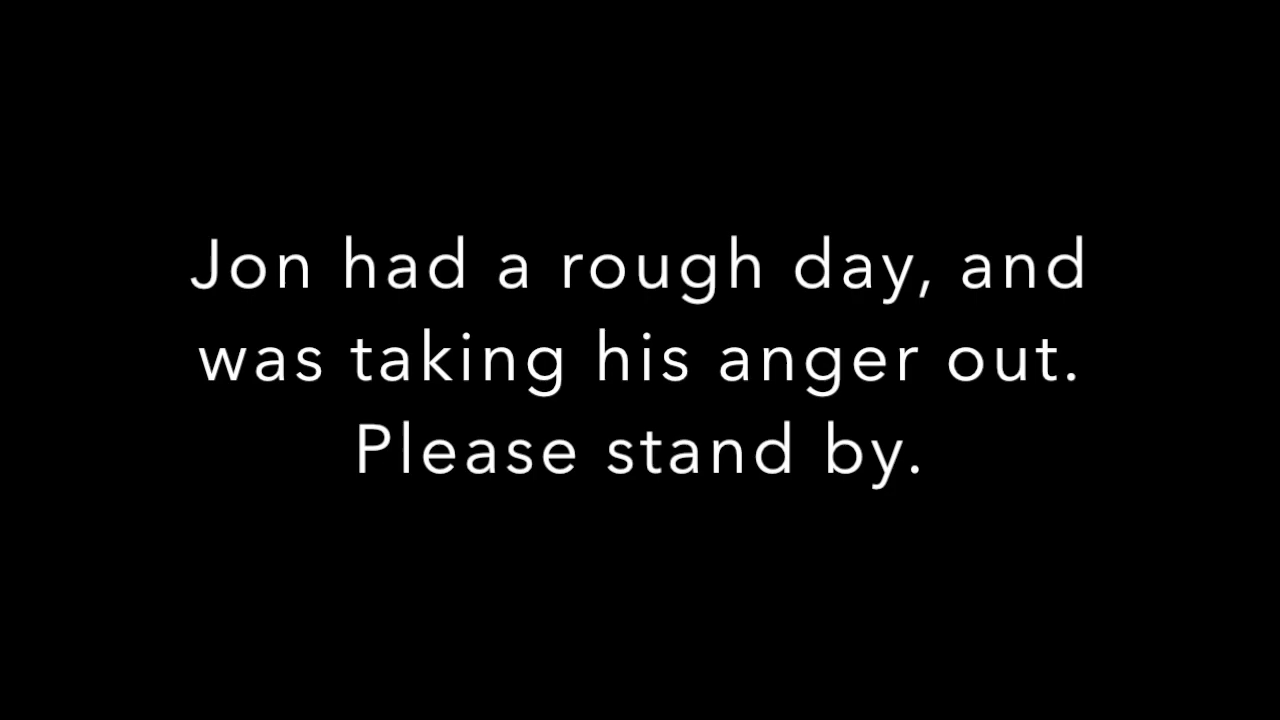 Jon had a rough day, and
was taking his anger out.
Please stand by.